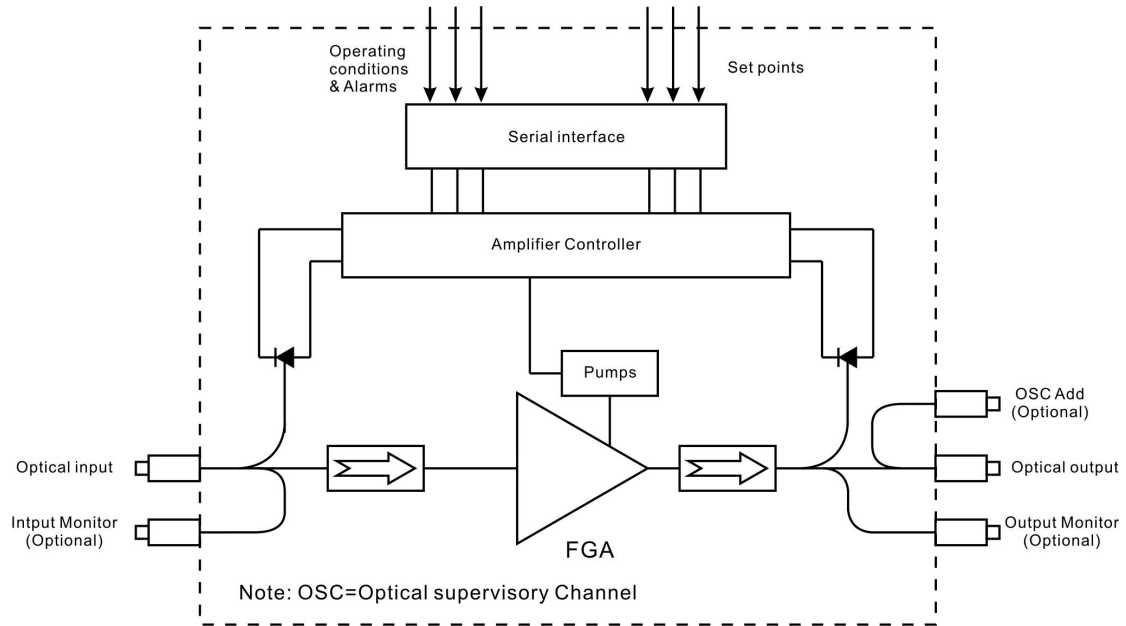 Operating
conditions
& Alarms
Set points
Serial interface
Amplifier Controller
Pumps
OSC Add
(Optional)
Optical input
Optical output
Intput Monitor
(Optional)
Output Monitor
(Optional)
FGA
Note: OSC=Optical supervisory Channel